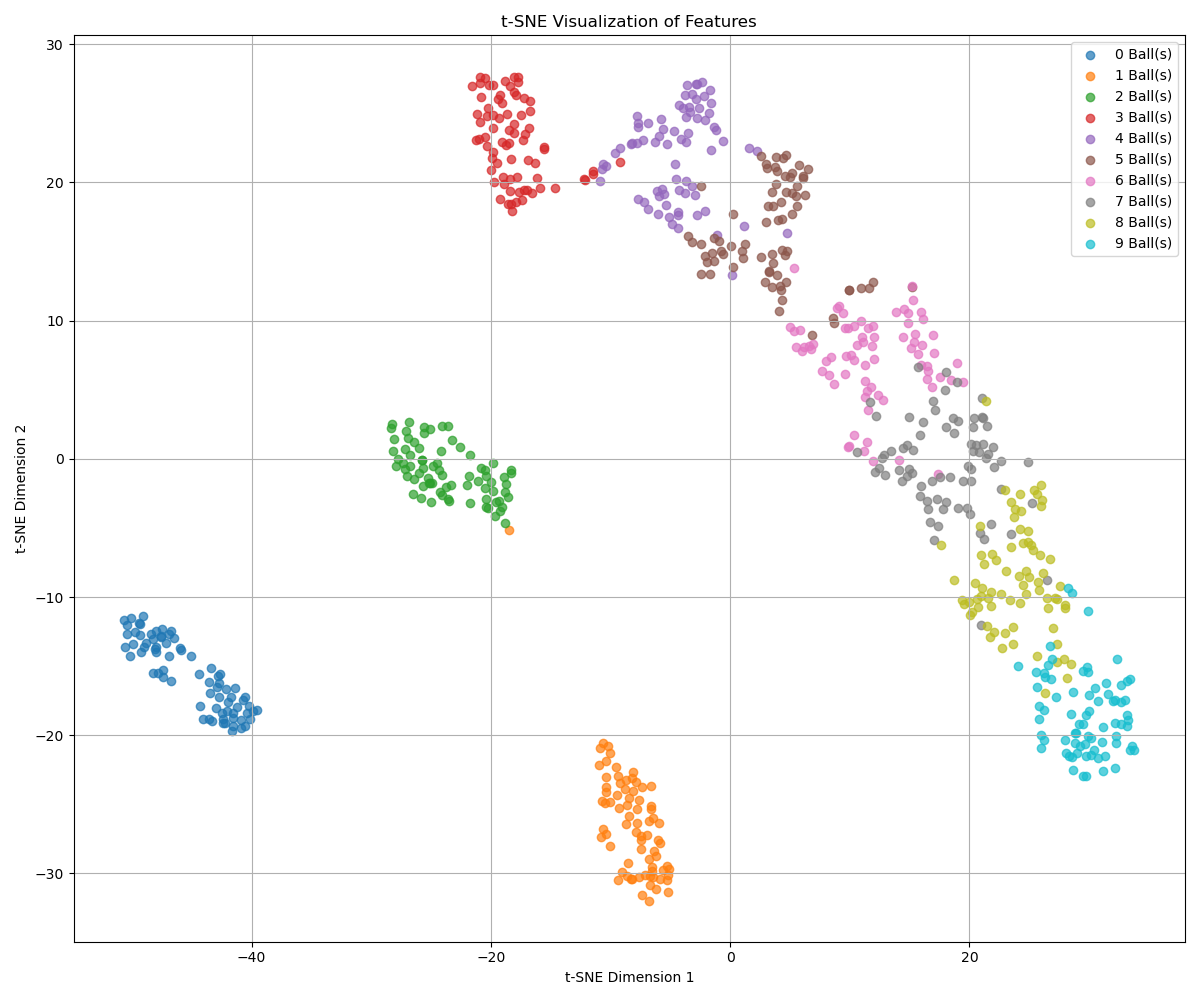 t-SNE Visualization of Features
30
20
10
0
−10
−20
−30
−40
−20
0
20
t-SNE Dimension 1
t-SNE Dimension 2
0 Ball(s)
1 Ball(s)
2 Ball(s)
3 Ball(s)
4 Ball(s)
5 Ball(s)
6 Ball(s)
7 Ball(s)
8 Ball(s)
9 Ball(s)